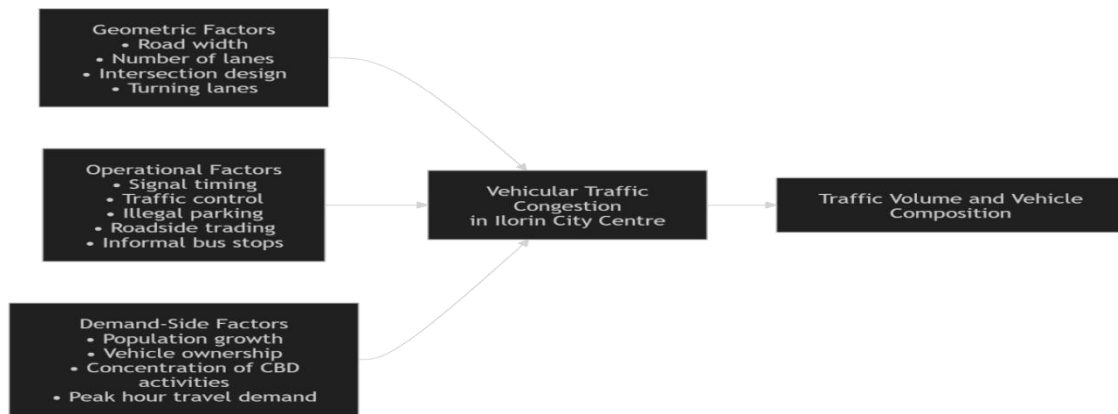 Geometric Factors
• Road width
• Number of lanes
• Intersection design
• Turning lanes
Operational Factors
• Signal timing
• Traffic control
• Illegal parking
• Roadside trading
• Informal bus stops
Demand-Side Factors
• Population growth
• Vehicle ownership
• Concentration of CBD
activities
• Peak hour travel demand
Vehicular Traffic
Congestion
in Ilorin City Centre
Traffic Volume and Vehicle
Composition